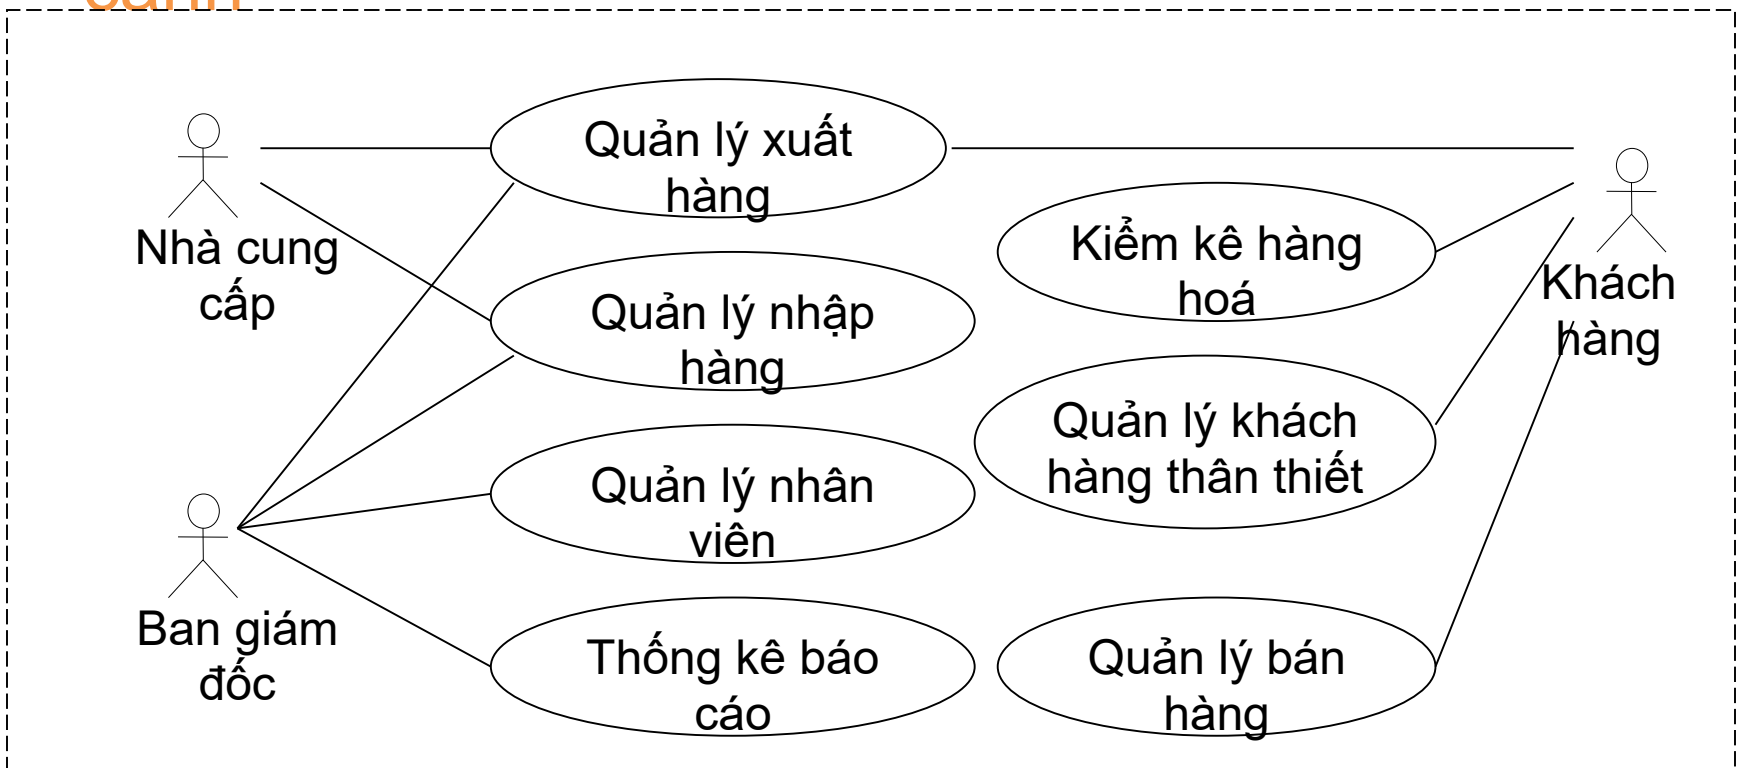 Quản lý xuất
hàng
Nhà cung
cấp
Kiểm kê hàng
hoá
Khách
hàng
Quản lý nhập
hàng
Quản lý khách
hàng thân thiết
Quản lý nhân
viên
Ban giám
đốc
Thống kê báo
cáo
Quản lý bán
hàng